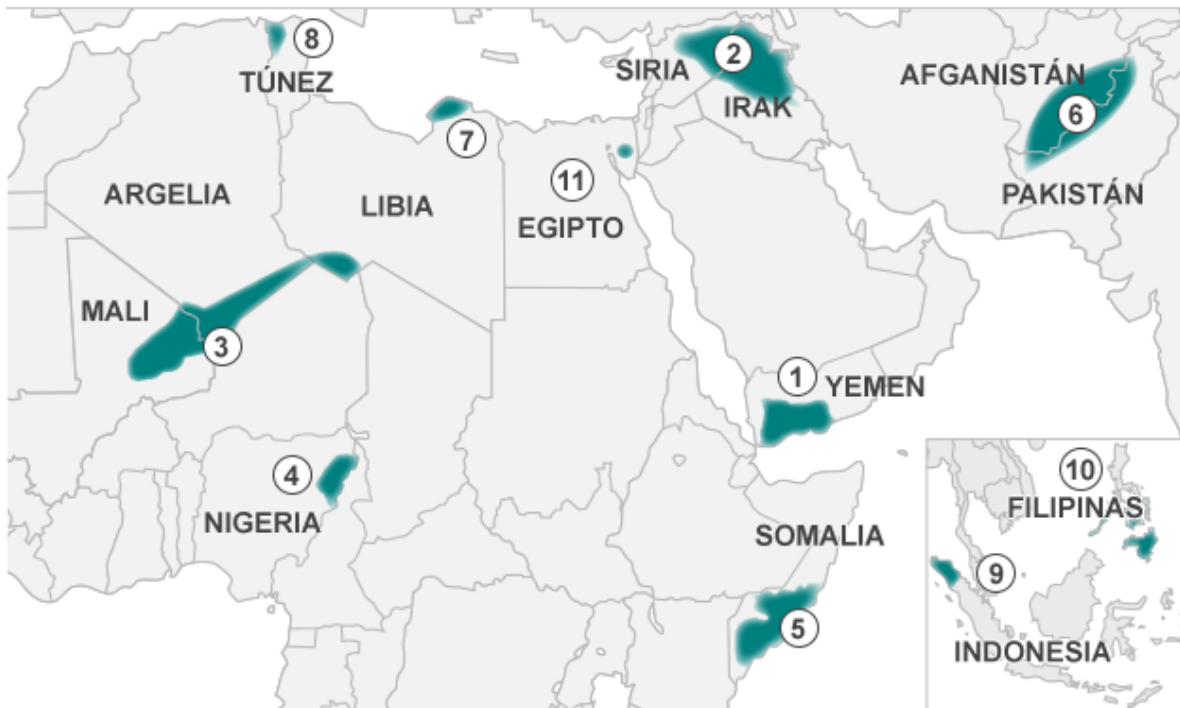 8
TÚNEZ
SIRIA
2
IRAK
AFGANISTÁN
6
PAKISTÁN
7
ARGELIA
LIBIA
11
EGIPTO
MALI
3
1
YEMEN
4
NIGERIA
SOMALIA
5
10
FILIPINAS
9
INDONESIA